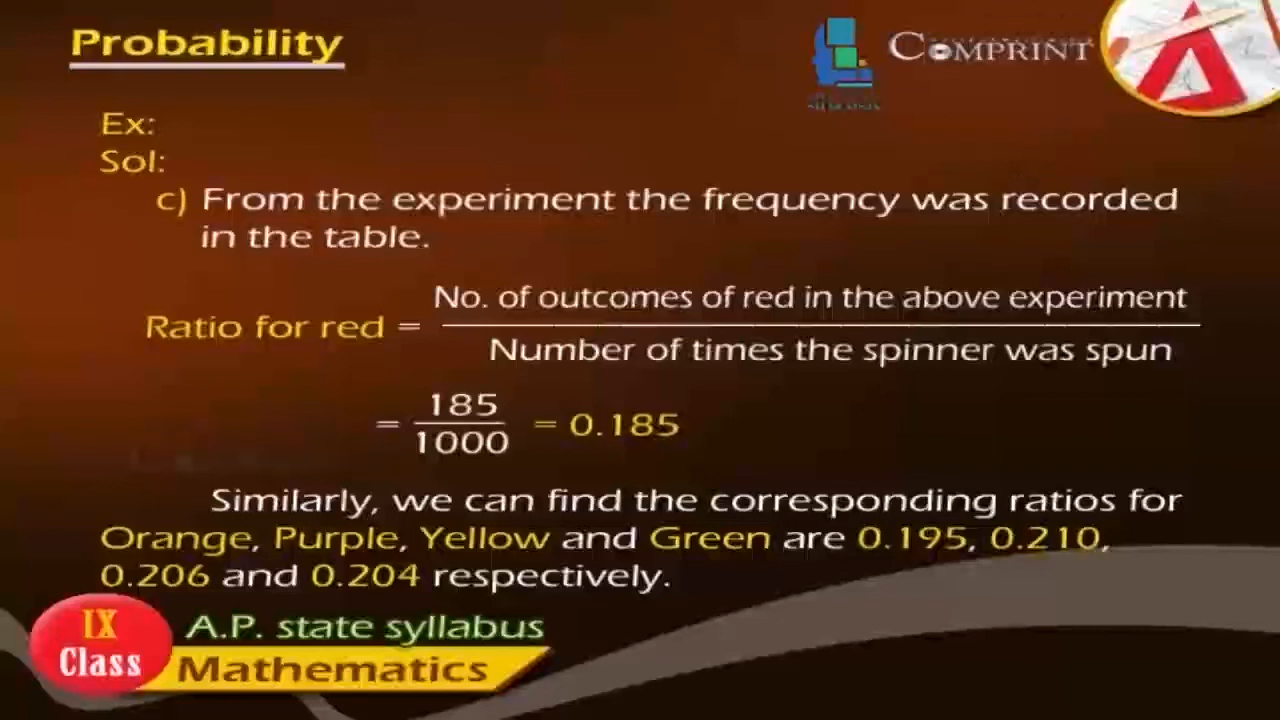 Probability
COMPRINT
Ex:
Sol:
c) From the experiment the frequency was recorded
in the table.
Ratio for red = No. of outcomes of red in the above experiment
Number of times the spinner was spun
= 185 = 0.185
1000
Similarly, we can find the corresponding ratios for
Orange, Purple, Yellow and Green are 0.195, 0.210,
0.206 and 0.204 respectively.
IX
Class
A.P. state syllabus
Mathematics